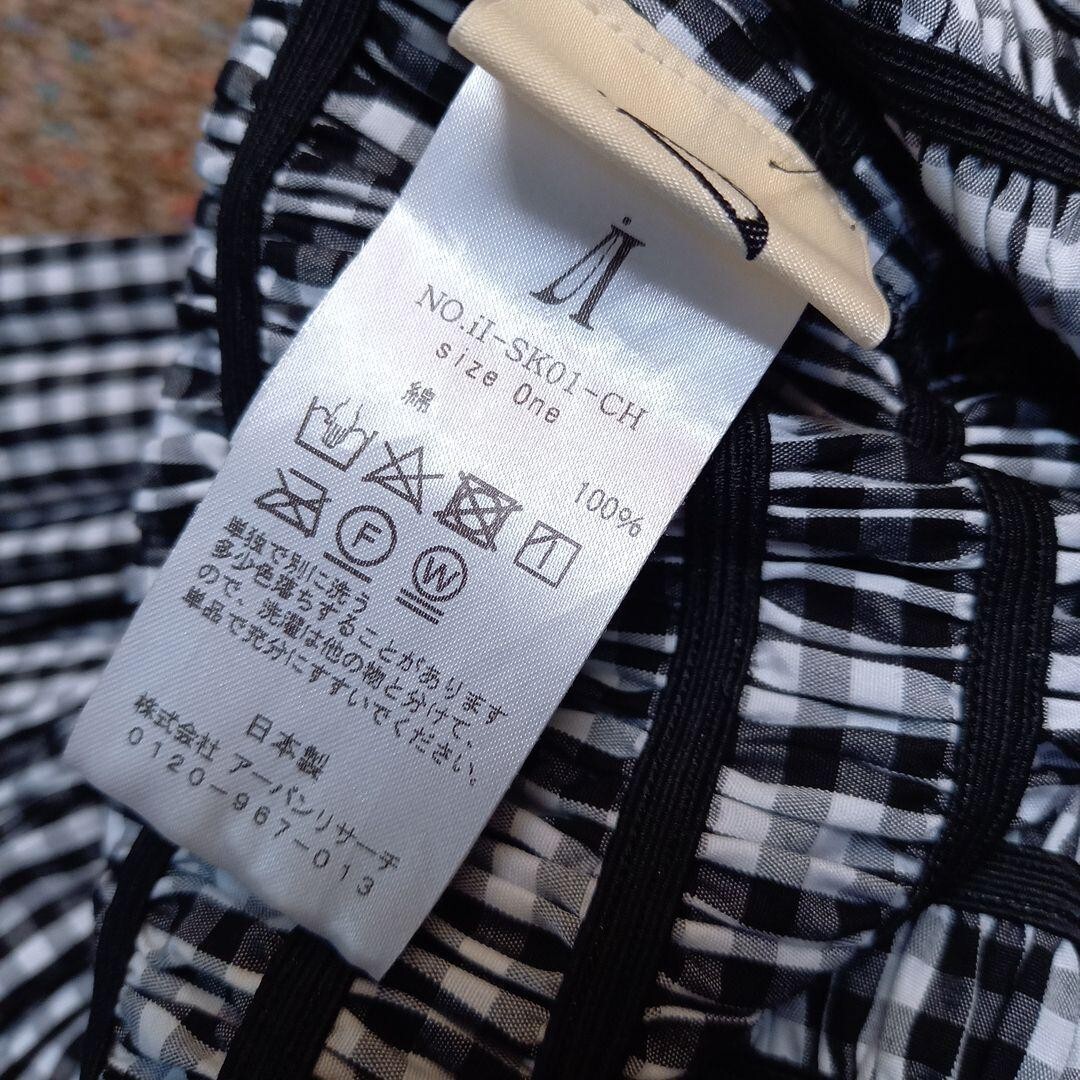 NO.iI-SK01-CH
size One
綿 100%
F
W
単独で別に洗う
多少色落ちすることがあります
ので、洗濯は他の物と分けて、
単品で充分にすすいでください。
日本製
株式会社 アーバンリサーチ
0120-967-013